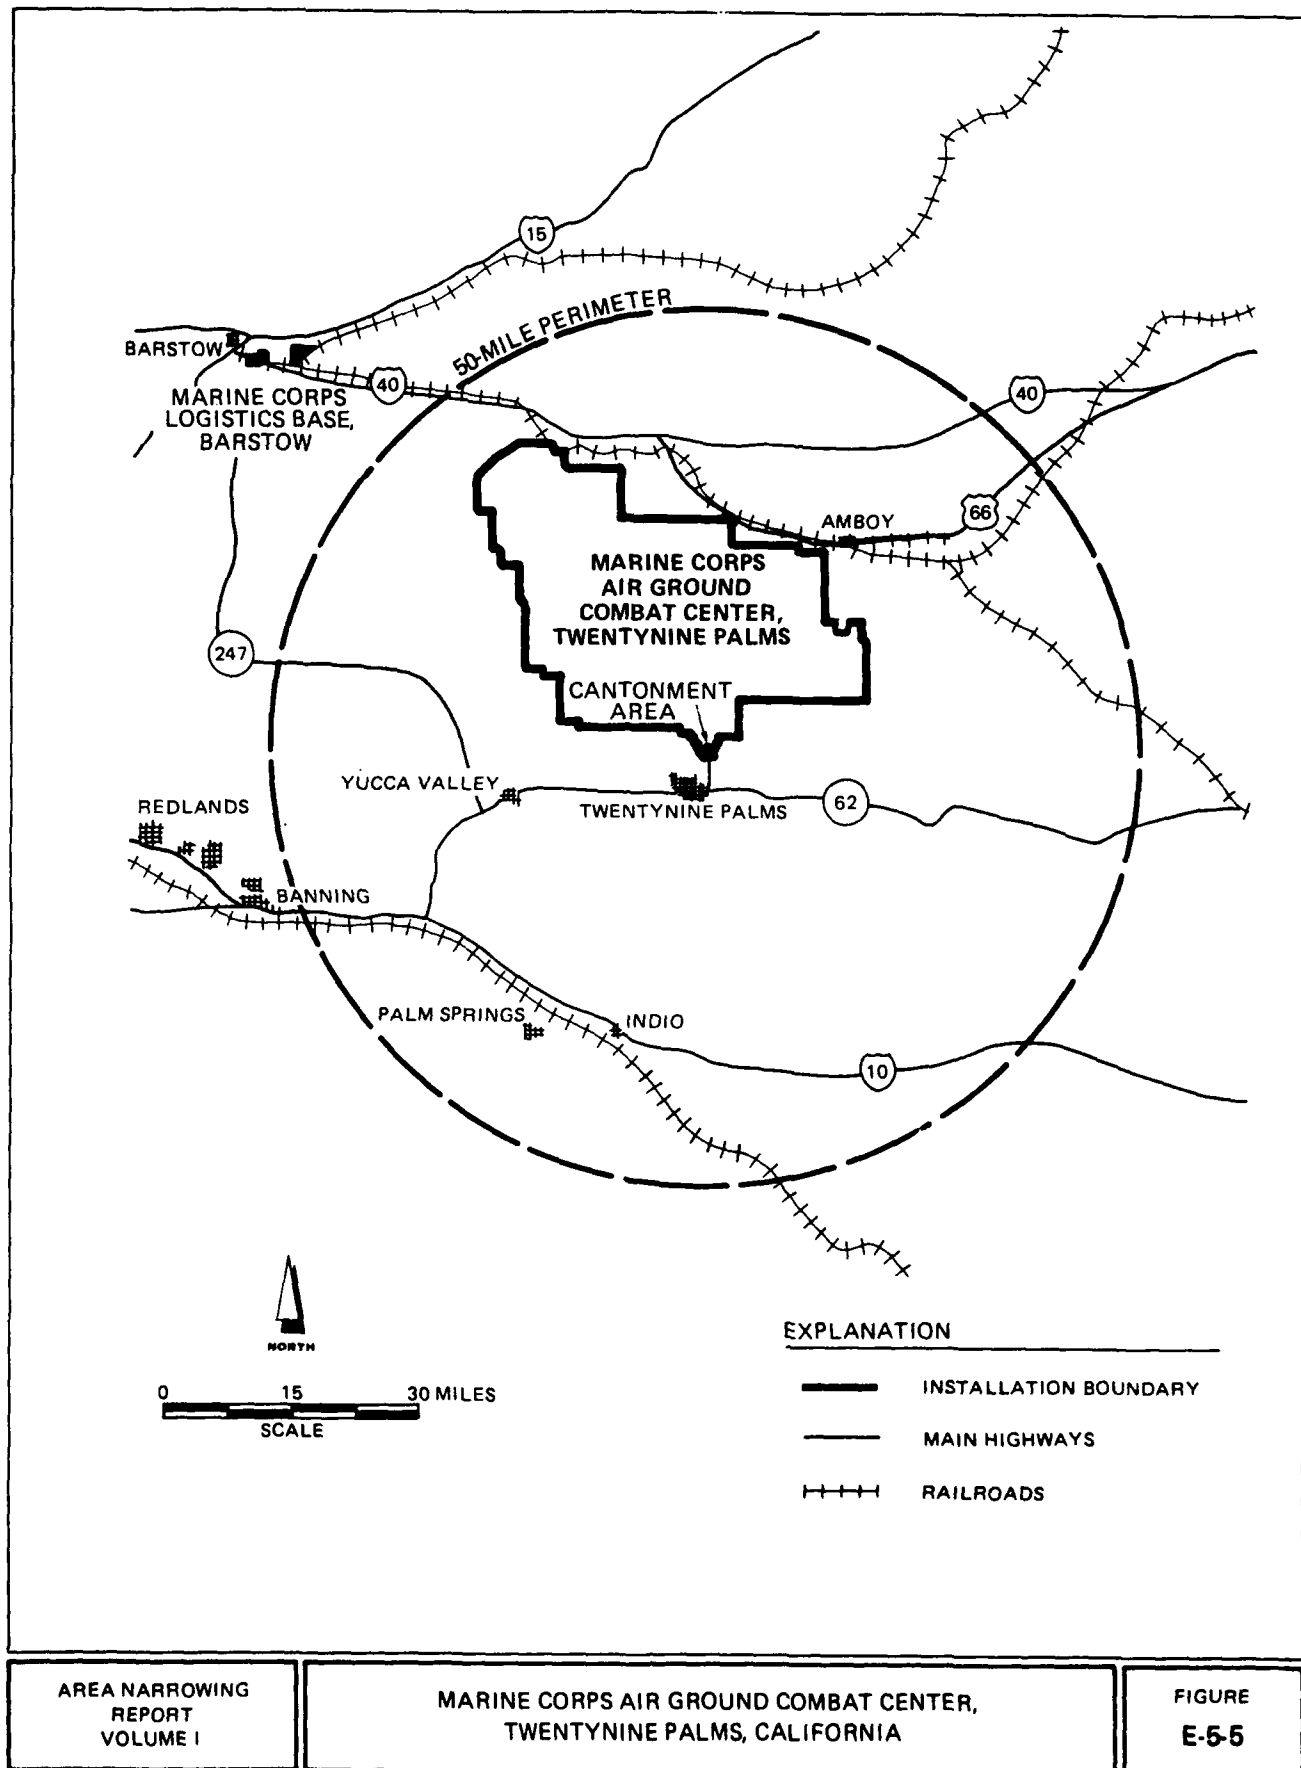 15
50-MILE PERIMETER
BARSTOW
40
MARINE CORPS
LOGISTICS BASE,
BARSTOW
40
66
AMBOY
MARINE CORPS
AIR GROUND
COMBAT CENTER,
TWENTYNINE PALMS
247
CANTONMENT
AREA
YUCCA VALLEY
TWENTYNINE PALMS
62
REDLANDS
BANNING
PALM SPRINGS
INDIO
10
NORTH
0 15 30 MILES
SCALE
EXPLANATION
INSTALLATION BOUNDARY
MAIN HIGHWAYS
RAILROADS
AREA NARROWING
REPORT
VOLUME I
MARINE CORPS AIR GROUND COMBAT CENTER,
TWENTYNINE PALMS, CALIFORNIA
FIGURE
E-5-5